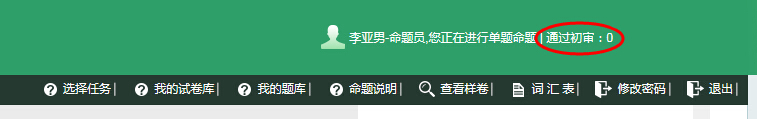 李亚男-命题员,您正在进行单题命题| 通过初审：0
选择任务| 我的试卷库| 我的题库| 命题说明| 查看样卷| 词 汇 表| 修改密码| 退出|